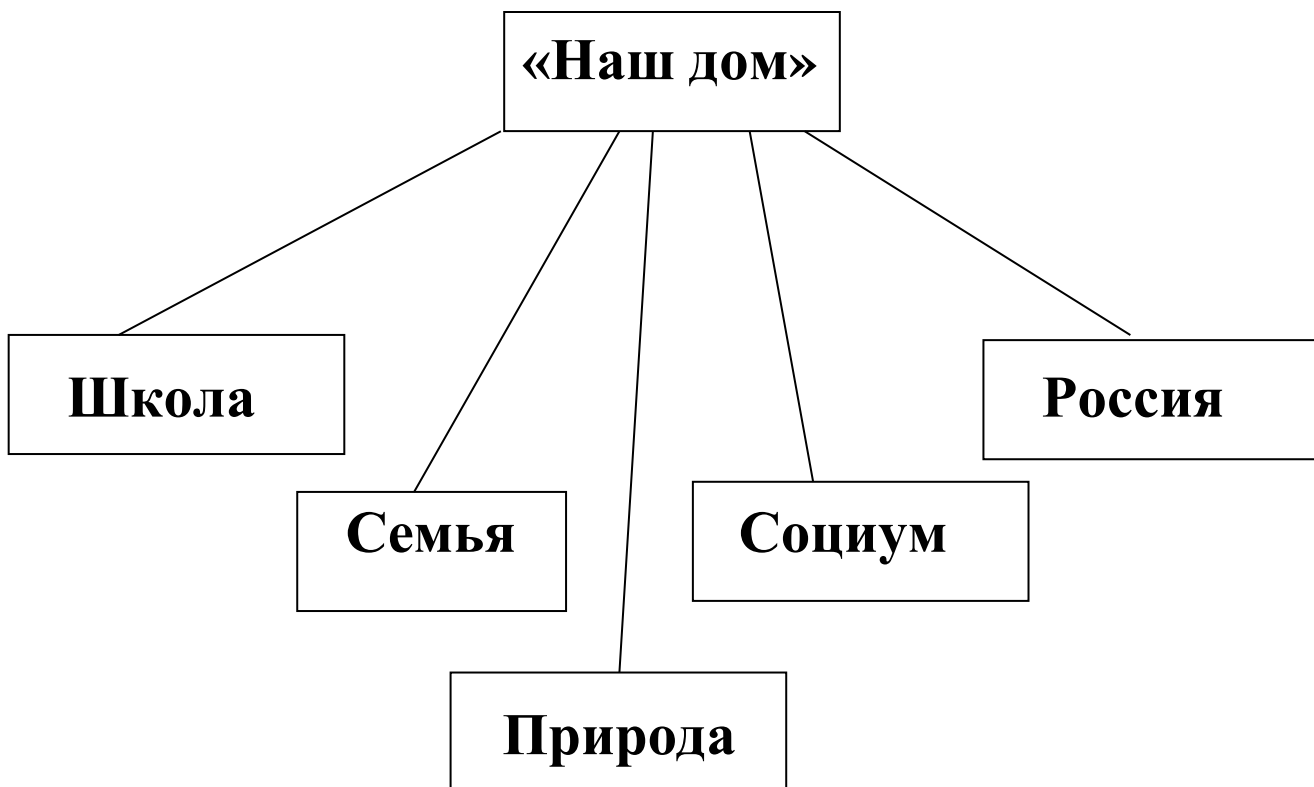 «Наш дом»
Школа
Россия
Семья
Социум
Природа